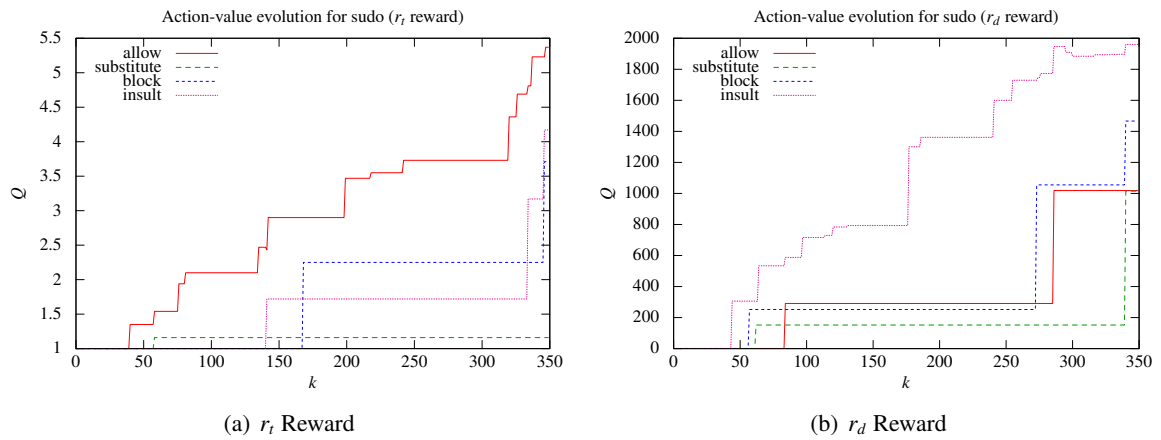 Action-value evolution for sudo (r_t reward)
5.5
5
4.5
4
3.5
3
2.5
2
1.5
1
Q
allow
substitute
block
insult
0 50 100 150 200 250 300 350
k
(a) r_t Reward
Action-value evolution for sudo (r_d reward)
2000
1800
1600
1400
1200
1000
800
600
400
200
0
Q
allow
substitute
block
insult
0 50 100 150 200 250 300 350
k
(b) r_d Reward